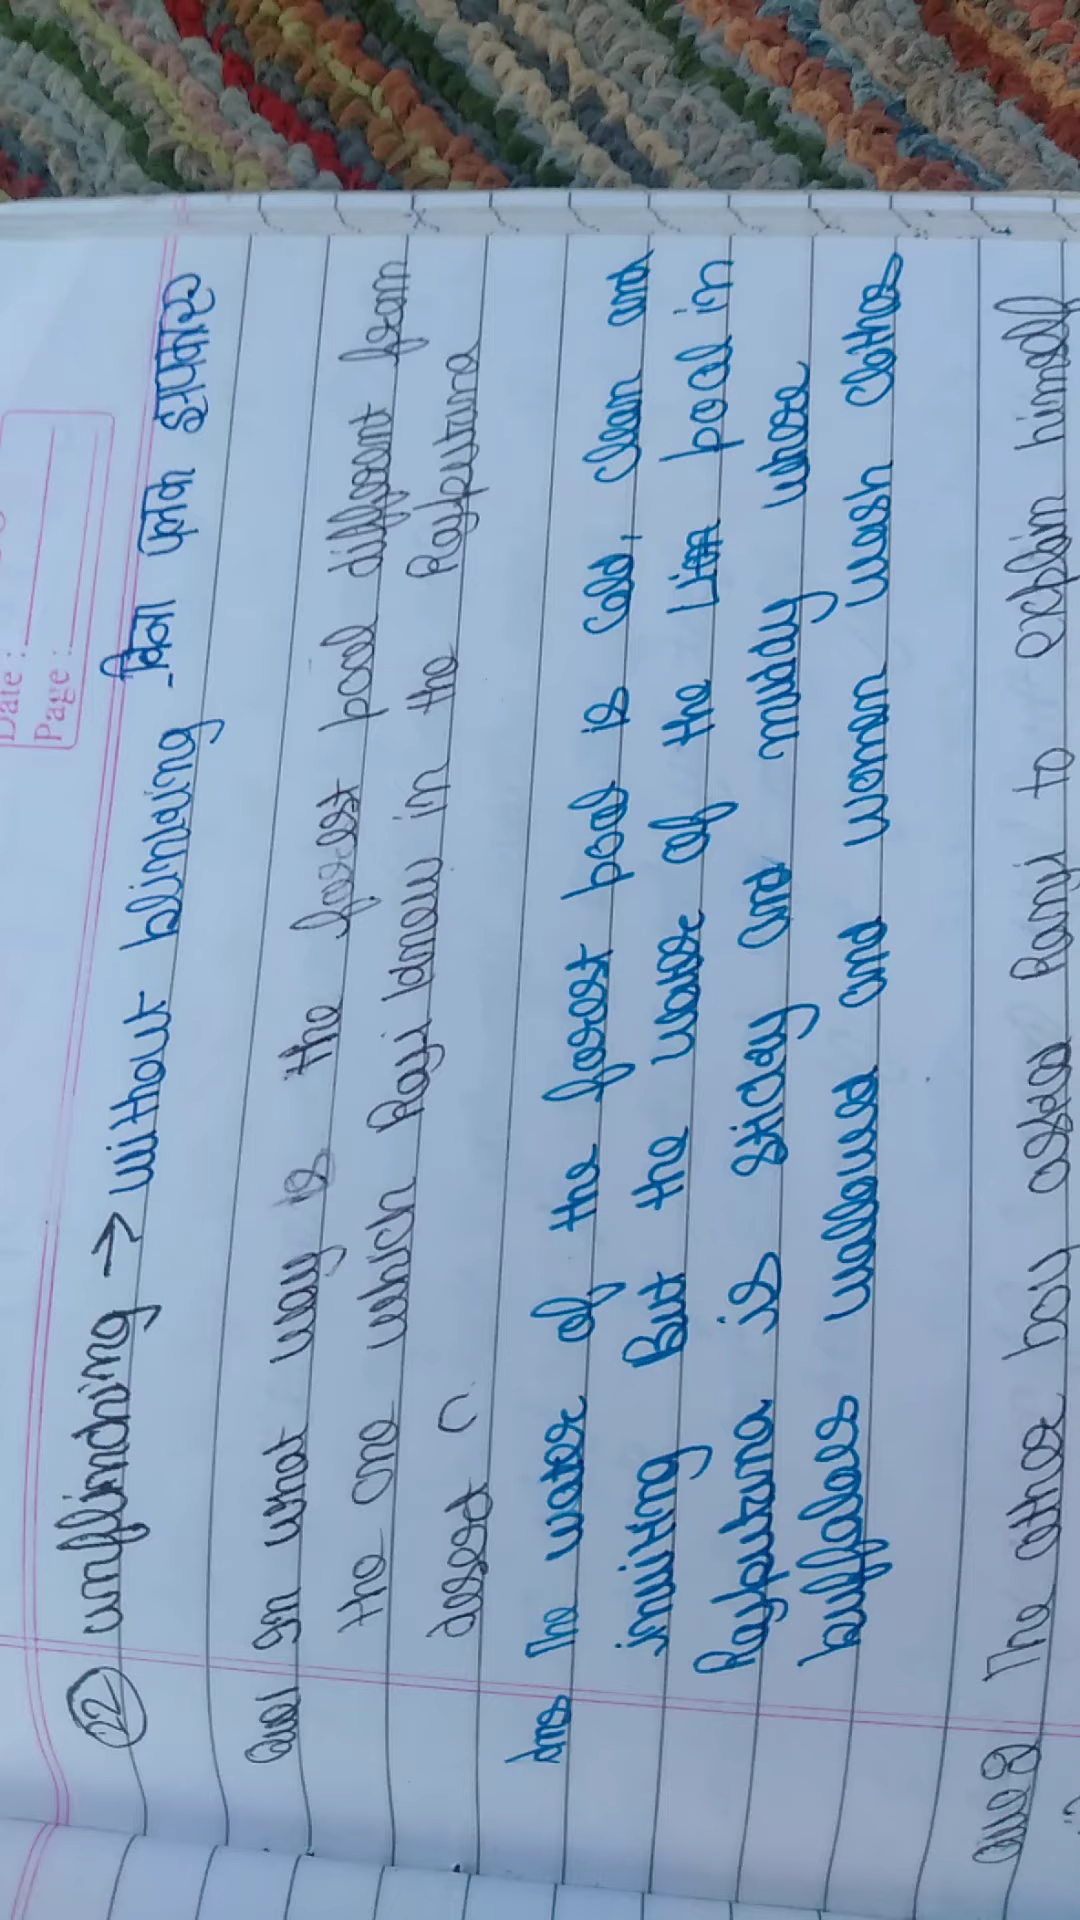 Date :
Page :
22 unflinching → without blinking - बिना पलक झपकाए
Que1 In what way is the forest pool different from
the one which Ranji knew in the Rajputana
desert ?
Ans The water of the forest pool is cold, clean and
inviting But the water of the Lim pool in
Rajputana is sticky and muddy where
buffaloes wallowed and women wash clothes
Que2 The other boy asked Ranji to explain himself